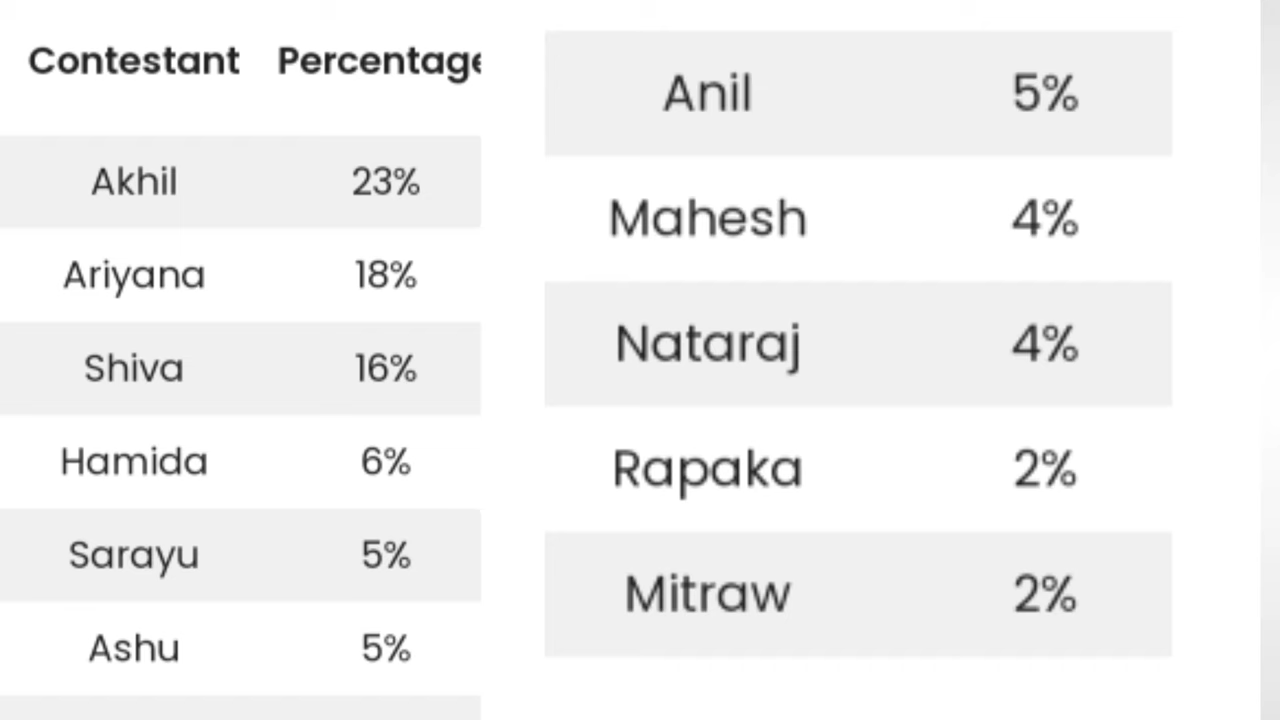 Contestant Percentage
Akhil 23%
Ariyana 18%
Shiva 16%
Hamida 6%
Sarayu 5%
Ashu 5%
Anil 5%
Mahesh 4%
Nataraj 4%
Rapaka 2%
Mitraw 2%